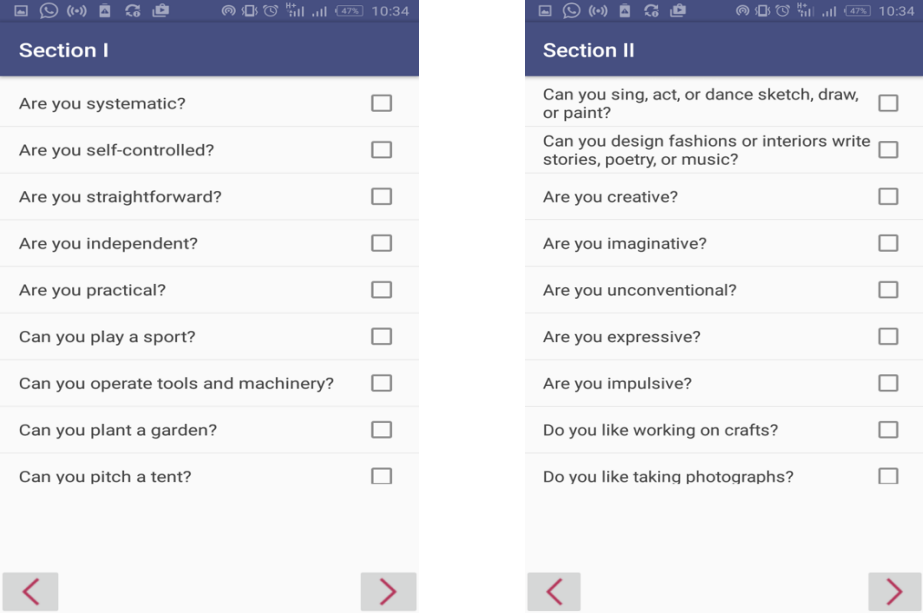 47% 10:34
Section I
Are you systematic?
Are you self-controlled?
Are you straightforward?
Are you independent?
Are you practical?
Can you play a sport?
Can you operate tools and machinery?
Can you plant a garden?
Can you pitch a tent?
47% 10:34
Section II
Can you sing, act, or dance sketch, draw,
or paint?
Can you design fashions or interiors write
stories, poetry, or music?
Are you creative?
Are you imaginative?
Are you unconventional?
Are you expressive?
Are you impulsive?
Do you like working on crafts?
Do you like taking photographs?